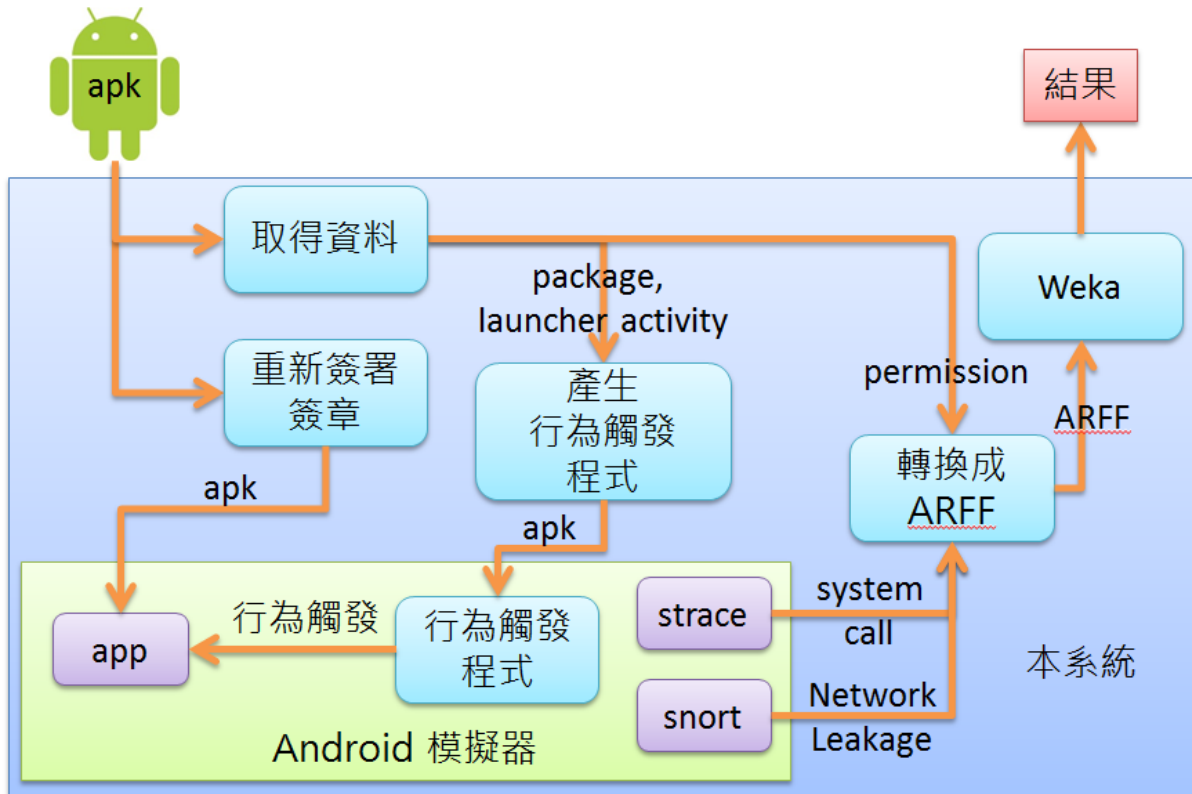 apk
結果
取得資料
package,
launcher activity
Weka
重新簽署
簽章
產生
行為觸發
程式
permission
ARFF
轉換成
ARFF
apk
apk
行為觸發
app
行為觸發
程式
strace
system
call
snort
Network
Leakage
本系統
Android 模擬器